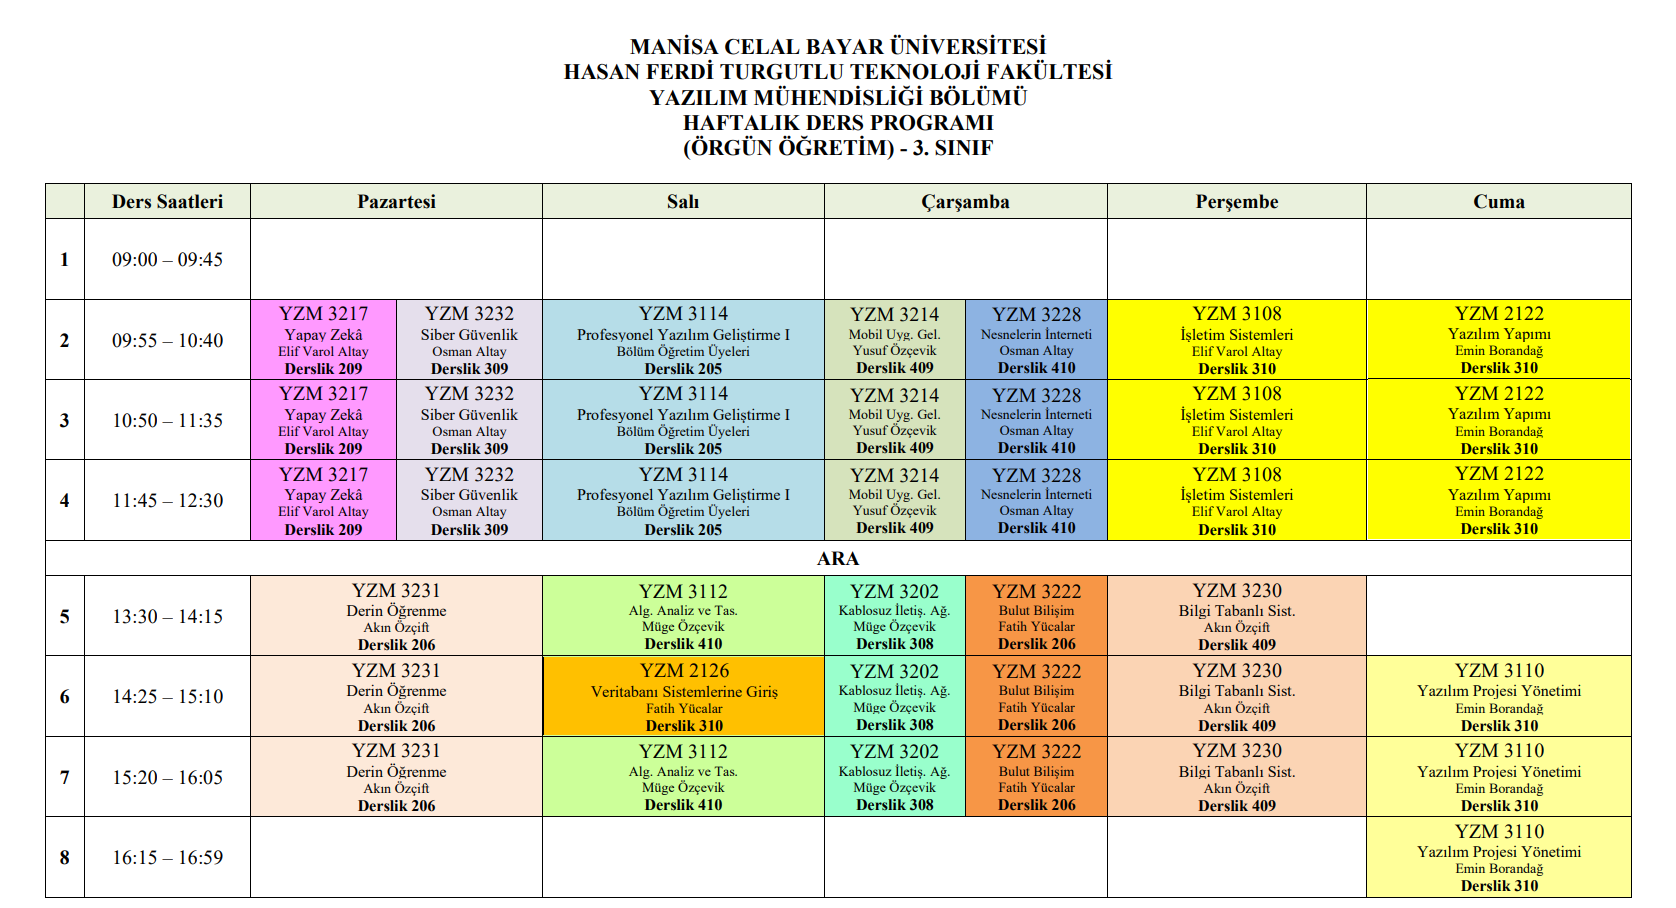 MANİSA CELAL BAYAR ÜNİVERSİTESİ
HASAN FERDİ TURGUTLU TEKNOLOJİ FAKÜLTESİ
YAZILIM MÜHENDİSLİĞİ BÖLÜMÜ
HAFTALIK DERS PROGRAMI
(ÖRGÜN ÖĞRETİM) - 3. SINIF
Ders Saatleri Pazartesi Salı Çarşamba Perşembe Cuma
1 09:00 – 09:45
2 09:55 – 10:40
YZM 3217
Yapay Zekâ
Elif Varol Altay
Derslik 209
YZM 3232
Siber Güvenlik
Osman Altay
Derslik 309
YZM 3114
Profesyonel Yazılım Geliştirme I
Bölüm Öğretim Üyeleri
Derslik 205
YZM 3214
Mobil Uyg. Gel.
Yusuf Özçevik
Derslik 409
YZM 3228
Nesnelerin İnterneti
Osman Altay
Derslik 410
YZM 3108
İşletim Sistemleri
Elif Varol Altay
Derslik 310
YZM 2122
Yazılım Yapımı
Emin Borandağ
Derslik 310
3 10:50 – 11:35
YZM 3217
Yapay Zekâ
Elif Varol Altay
Derslik 209
YZM 3232
Siber Güvenlik
Osman Altay
Derslik 309
YZM 3114
Profesyonel Yazılım Geliştirme I
Bölüm Öğretim Üyeleri
Derslik 205
YZM 3214
Mobil Uyg. Gel.
Yusuf Özçevik
Derslik 409
YZM 3228
Nesnelerin İnterneti
Osman Altay
Derslik 410
YZM 3108
İşletim Sistemleri
Elif Varol Altay
Derslik 310
YZM 2122
Yazılım Yapımı
Emin Borandağ
Derslik 310
4 11:45 – 12:30
YZM 3217
Yapay Zekâ
Elif Varol Altay
Derslik 209
YZM 3232
Siber Güvenlik
Osman Altay
Derslik 309
YZM 3114
Profesyonel Yazılım Geliştirme I
Bölüm Öğretim Üyeleri
Derslik 205
YZM 3214
Mobil Uyg. Gel.
Yusuf Özçevik
Derslik 409
YZM 3228
Nesnelerin İnterneti
Osman Altay
Derslik 410
YZM 3108
İşletim Sistemleri
Elif Varol Altay
Derslik 310
YZM 2122
Yazılım Yapımı
Emin Borandağ
Derslik 310
ARA
5 13:30 – 14:15
YZM 3231
Derin Öğrenme
Akın Özçift
Derslik 206
YZM 3112
Alg. Analiz ve Tas.
Müge Özçevik
Derslik 410
YZM 3202
Kablosuz İletiş. Ağ.
Müge Özçevik
Derslik 308
YZM 3222
Bulut Bilişim
Fatih Yücalar
Derslik 206
YZM 3230
Bilgi Tabanlı Sist.
Akın Özçift
Derslik 409
6 14:25 – 15:10
YZM 3231
Derin Öğrenme
Akın Özçift
Derslik 206
YZM 2126
Veritabanı Sistemlerine Giriş
Fatih Yücalar
Derslik 310
YZM 3202
Kablosuz İletiş. Ağ.
Müge Özçevik
Derslik 308
YZM 3222
Bulut Bilişim
Fatih Yücalar
Derslik 206
YZM 3230
Bilgi Tabanlı Sist.
Akın Özçift
Derslik 409
YZM 3110
Yazılım Projesi Yönetimi
Emin Borandağ
Derslik 310
7 15:20 – 16:05
YZM 3231
Derin Öğrenme
Akın Özçift
Derslik 206
YZM 3112
Alg. Analiz ve Tas.
Müge Özçevik
Derslik 410
YZM 3202
Kablosuz İletiş. Ağ.
Müge Özçevik
Derslik 308
YZM 3222
Bulut Bilişim
Fatih Yücalar
Derslik 206
YZM 3230
Bilgi Tabanlı Sist.
Akın Özçift
Derslik 409
YZM 3110
Yazılım Projesi Yönetimi
Emin Borandağ
Derslik 310
8 16:15 – 16:59
YZM 3110
Yazılım Projesi Yönetimi
Emin Borandağ
Derslik 310